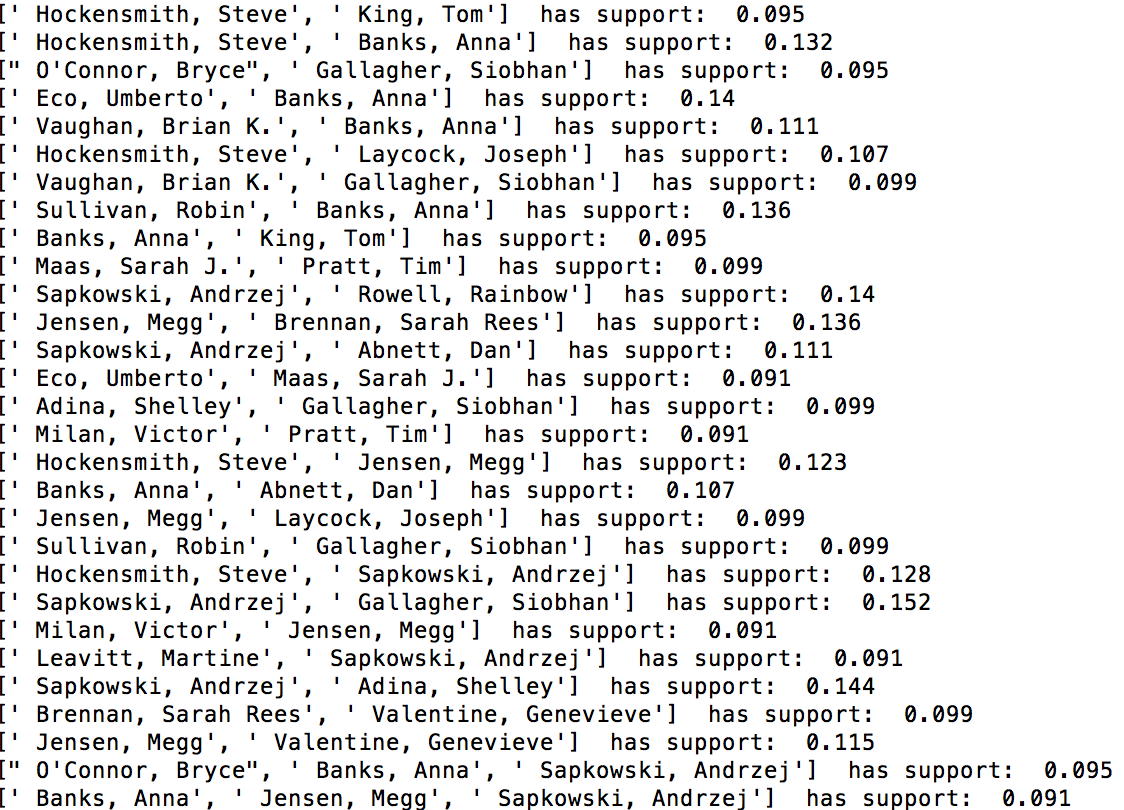 [' Hockensmith, Steve', ' King, Tom']  has support:  0.095
[' Hockensmith, Steve', ' Banks, Anna']  has support:  0.132
[" O'Connor, Bryce", ' Gallagher, Siobhan']  has support:  0.095
[' Eco, Umberto', ' Banks, Anna']  has support:  0.14
[' Vaughan, Brian K.', ' Banks, Anna']  has support:  0.111
[' Hockensmith, Steve', ' Laycock, Joseph']  has support:  0.107
[' Vaughan, Brian K.', ' Gallagher, Siobhan']  has support:  0.099
[' Sullivan, Robin', ' Banks, Anna']  has support:  0.136
[' Banks, Anna', ' King, Tom']  has support:  0.095
[' Maas, Sarah J.', ' Pratt, Tim']  has support:  0.099
[' Sapkowski, Andrzej', ' Rowell, Rainbow']  has support:  0.14
[' Jensen, Megg', ' Brennan, Sarah Rees']  has support:  0.136
[' Sapkowski, Andrzej', ' Abnett, Dan']  has support:  0.111
[' Eco, Umberto', ' Maas, Sarah J.']  has support:  0.091
[' Adina, Shelley', ' Gallagher, Siobhan']  has support:  0.099
[' Milan, Victor', ' Pratt, Tim']  has support:  0.091
[' Hockensmith, Steve', ' Jensen, Megg']  has support:  0.123
[' Banks, Anna', ' Abnett, Dan']  has support:  0.107
[' Jensen, Megg', ' Laycock, Joseph']  has support:  0.099
[' Sullivan, Robin', ' Gallagher, Siobhan']  has support:  0.099
[' Hockensmith, Steve', ' Sapkowski, Andrzej']  has support:  0.128
[' Sapkowski, Andrzej', ' Gallagher, Siobhan']  has support:  0.152
[' Milan, Victor', ' Jensen, Megg']  has support:  0.091
[' Leavitt, Martine', ' Sapkowski, Andrzej']  has support:  0.091
[' Sapkowski, Andrzej', ' Adina, Shelley']  has support:  0.144
[' Brennan, Sarah Rees', ' Valentine, Genevieve']  has support:  0.099
[' Jensen, Megg', ' Valentine, Genevieve']  has support:  0.115
[" O'Connor, Bryce", ' Banks, Anna', ' Sapkowski, Andrzej']  has support:  0.095
[' Banks, Anna', ' Jensen, Megg', ' Sapkowski, Andrzej']  has support:  0.091